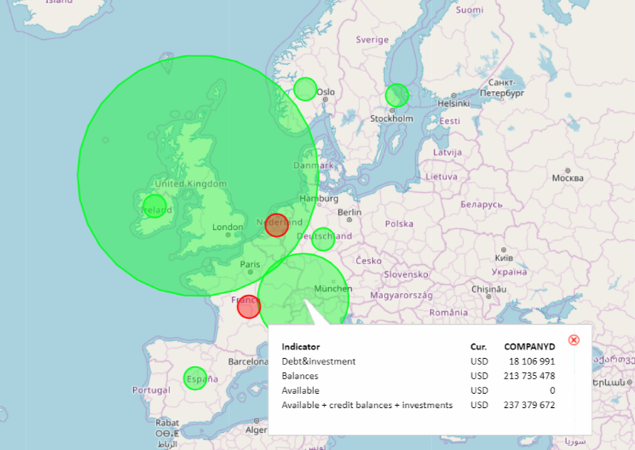 Island
Suomi
Sverige
Oslo
Санкт-
Петербург
Helsinki
Stockholm
Eesti
Latvija
Danmark
Lietuva
Москва
United Kingdom
Ireland
Hamburg
Nederland
Berlin
Беларусь
London
Deutschland
Polska
Paris
Česko
Київ
Slovensko
Україна
München
Magyarország
Chișinău
France
România
Barcelona
España
Portugal
Rabat
Alger
تونس
Indicator Cur. COMPANYD
Debt&Investment USD 18 106 991
Balances USD 213 735 478
Available USD 0
Available + credit balances + investments USD 237 379 672